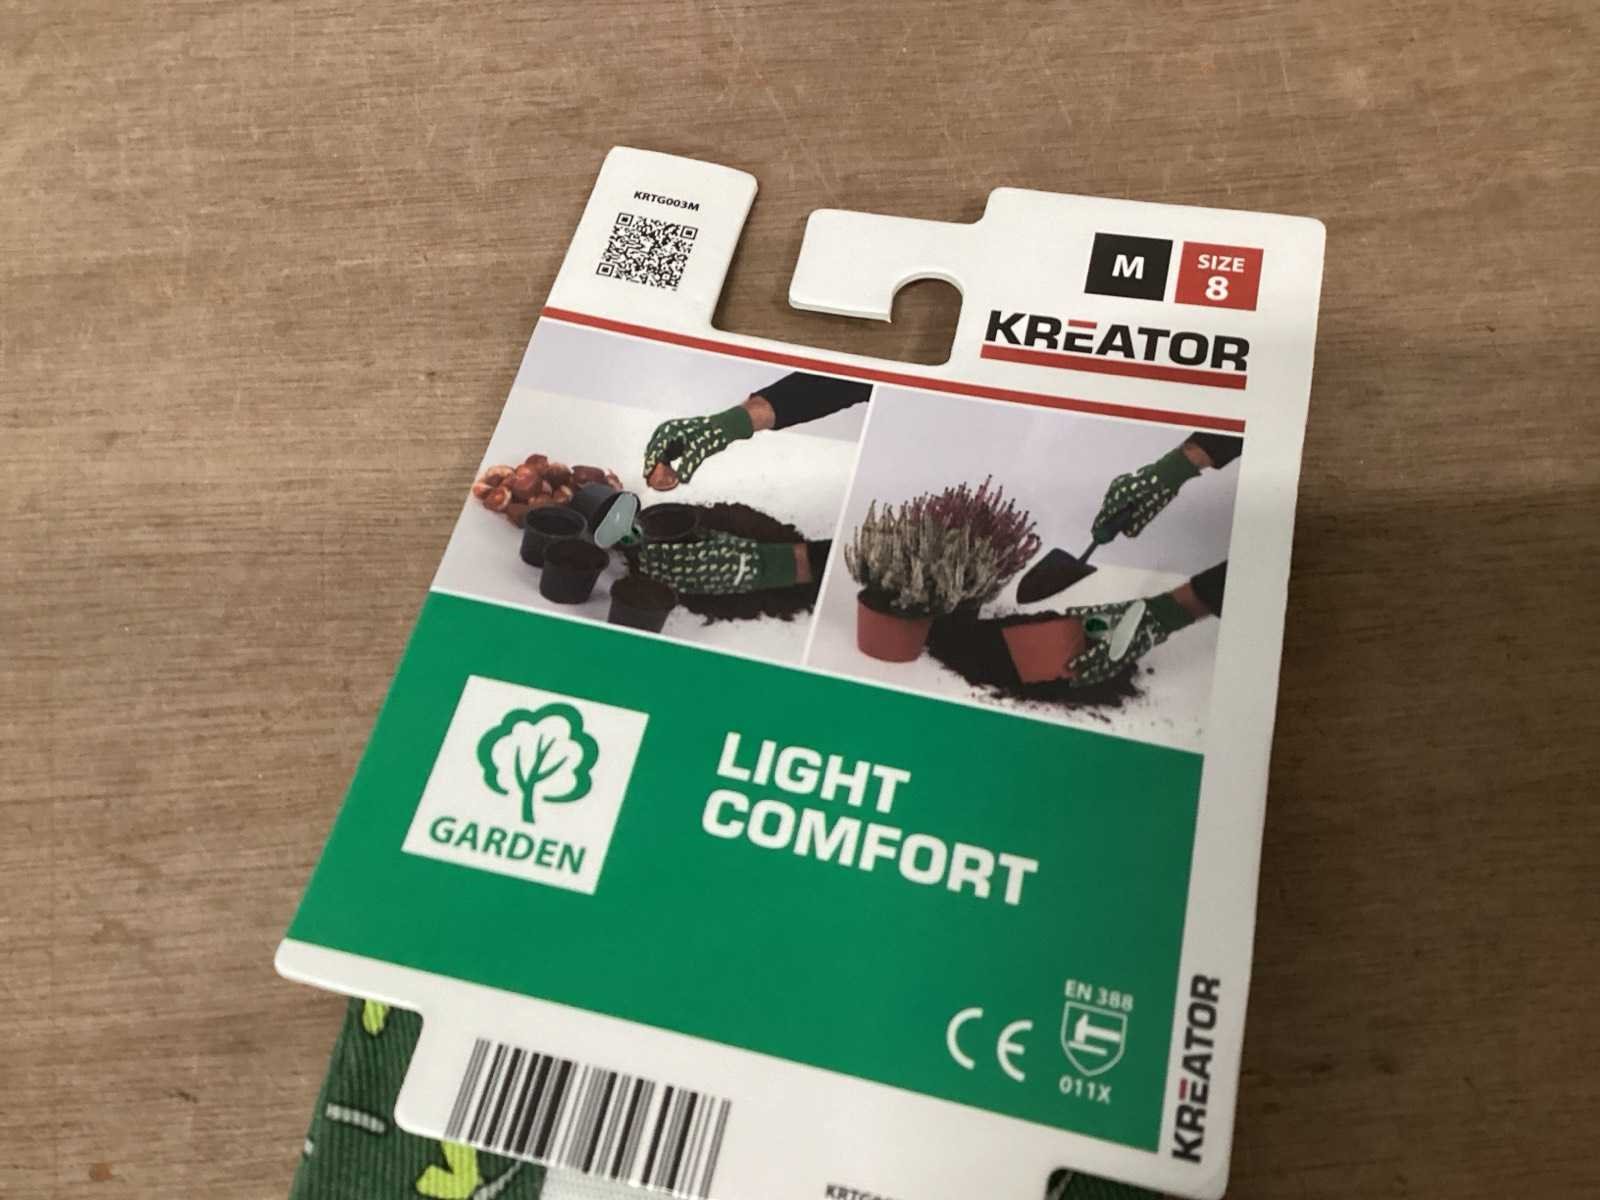 KRTG003M
M
SIZE
8
KREATOR
GARDEN
LIGHT
COMFORT
CE
EN 388
011X
KREATOR